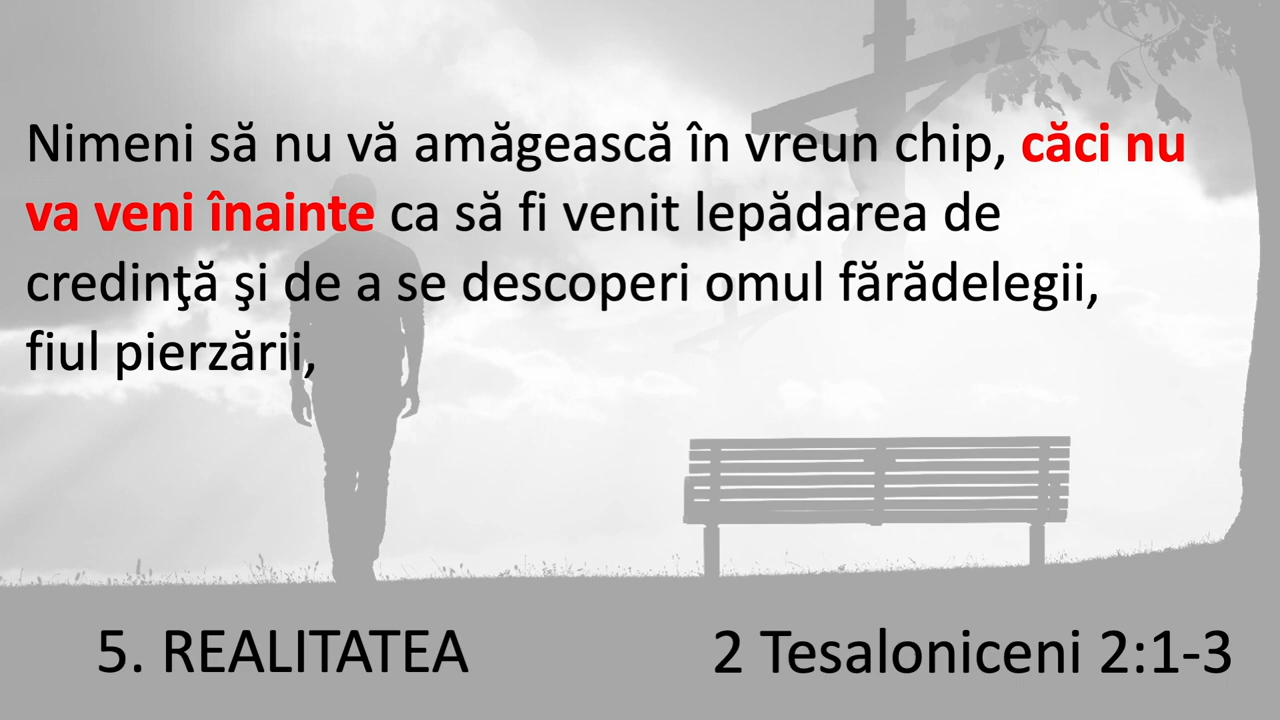 Nimeni să nu vă amăgească în vreun chip, căci nu
va veni înainte ca să fi venit lepădarea de
credinţă şi de a se descoperi omul fărădelegii,
fiul pierzării,
5. REALITATEA
2 Tesaloniceni 2:1-3